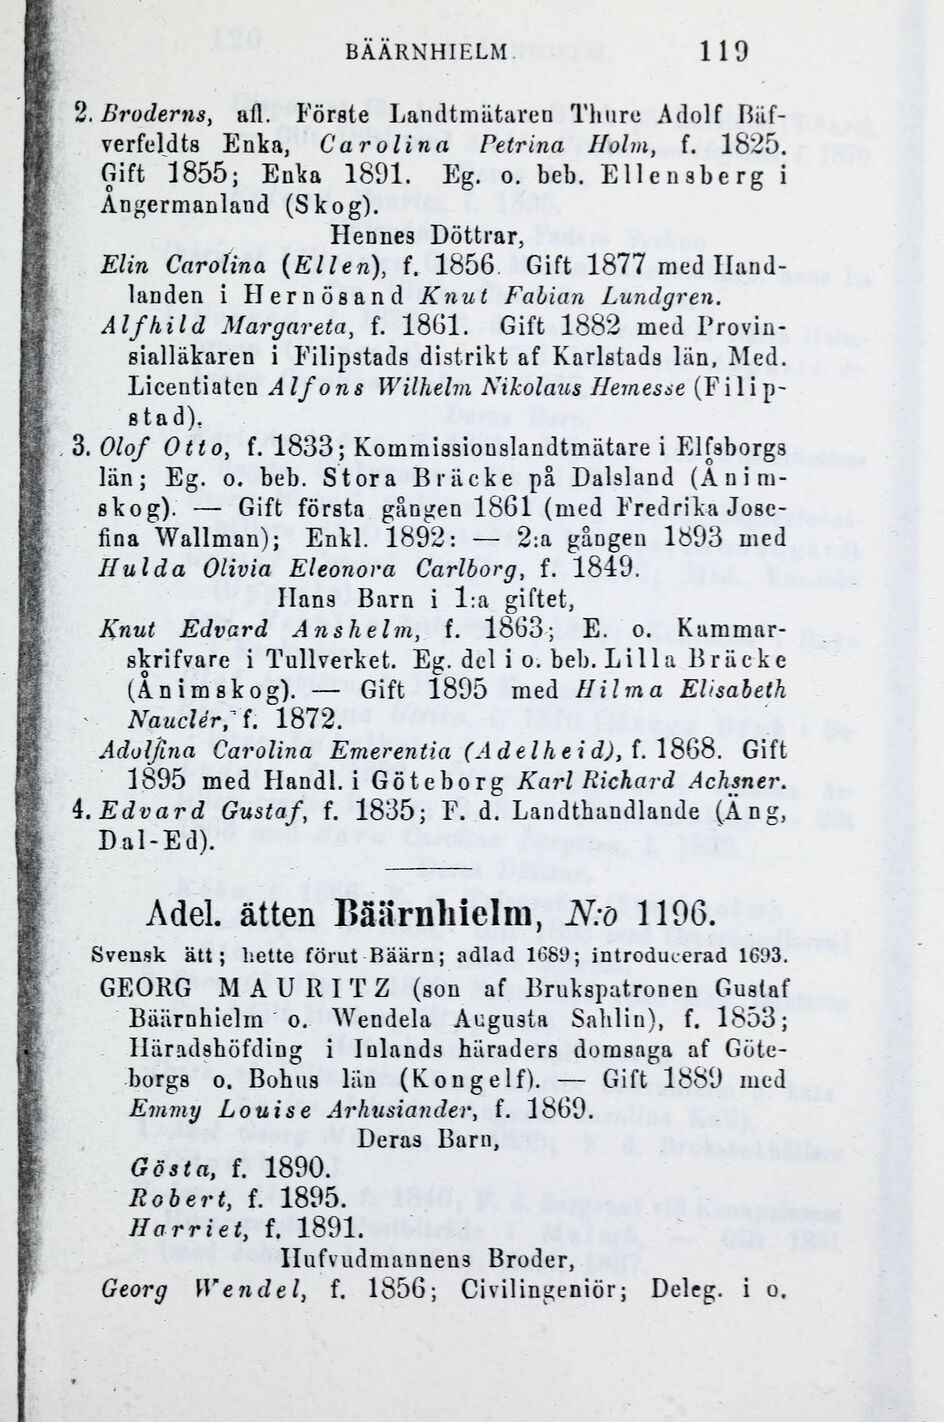 BÄÄRNHIELM. 119
2. Broderns, afl. Förste Landtmätaren Thure Adolf Bäf-
verfeldts Enka, Carolina Petrina Holm, f. 1825.
Gift 1855; Enka 1891. Eg. o. beb. Ellensberg i
Ångermanland (Skog).
Hennes Döttrar,
Elin Carolina (Ellen), f. 1856. Gift 1877 med Hand-
landen i Hernösand Knut Fabian Lundgren.
Alfhild Margareta, f. 1861. Gift 1882 med Provin-
sialläkaren i Filipstads distrikt af Karlstads län, Med.
Licentiaten Alfons Wilhelm Nikolaus Hemesse (Filip-
stad).
3. Olof Otto, f. 1833; Kommissionslandtmätare i Elfsborgs
län; Eg. o. beb. Stora Bräcke på Dalsland (Ånim-
skog). — Gift första gången 1861 (med Fredrika Jose-
fina Wallman); Enkl. 1892: — 2:a gången 1893 med
Hulda Olivia Eleonora Carlborg, f. 1849.
Hans Barn i 1:a giftet,
Knut Edvard Anshelm, f. 1863; E. o. Kammar-
skrifvare i Tullverket. Eg. del i o. beb. Lilla Bräcke
(Ånimskog). — Gift 1895 med Hilma Elisabeth
Nauclér, f. 1872.
Adolfina Carolina Emerentia (Adelheid), f. 1868. Gift
1895 med Handl. i Göteborg Karl Richard Achsner.
4. Edvard Gustaf, f. 1835; F. d. Landthandlande (Äng,
Dal-Ed).
Adel. ätten Bäärnhielm, N:o 1196.
Svensk ätt; hette förut Bäärn; adlad 1689; introducerad 1693.
GEORG MAURITZ (son af Brukspatronen Gustaf
Bäärnhielm o. Wendela Augusta Sahlin), f. 1853;
Häradshöfding i Inlands häraders domsaga af Göte-
borgs o. Bohus län (Kongelf). — Gift 1889 med
Emmy Louise Arhusiander, f. 1869.
Deras Barn,
Gösta, f. 1890.
Robert, f. 1895.
Harriet, f. 1891.
Hufvudmannens Broder,
Georg Wendel, f. 1856; Civilingeniör; Deleg. i o.